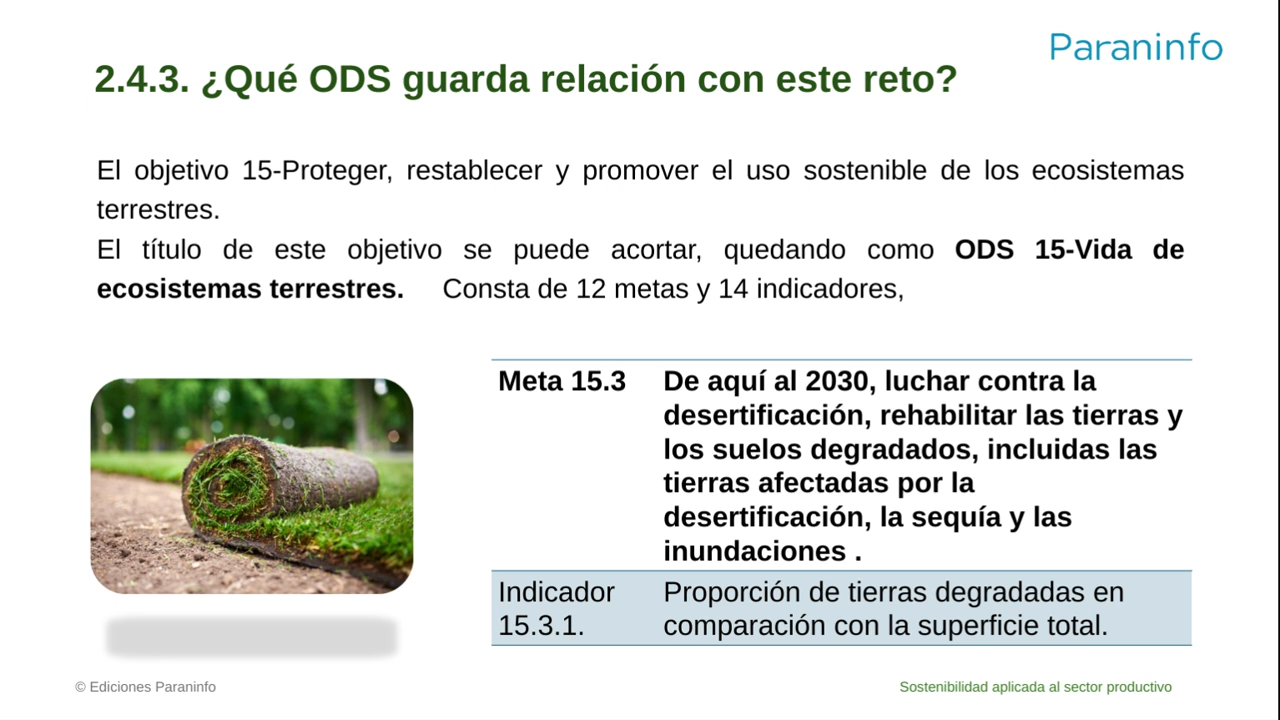 Paraninfo
2.4.3. ¿Qué ODS guarda relación con este reto?
El objetivo 15-Proteger, restablecer y promover el uso sostenible de los ecosistemas
terrestres.
El título de este objetivo se puede acortar, quedando como ODS 15-Vida de
ecosistemas terrestres. Consta de 12 metas y 14 indicadores,
Meta 15.3 De aquí al 2030, luchar contra la
desertificación, rehabilitar las tierras y
los suelos degradados, incluidas las
tierras afectadas por la
desertificación, la sequía y las
inundaciones .
Indicador Proporción de tierras degradadas en
15.3.1. comparación con la superficie total.
© Ediciones Paraninfo
Sostenibilidad aplicada al sector productivo